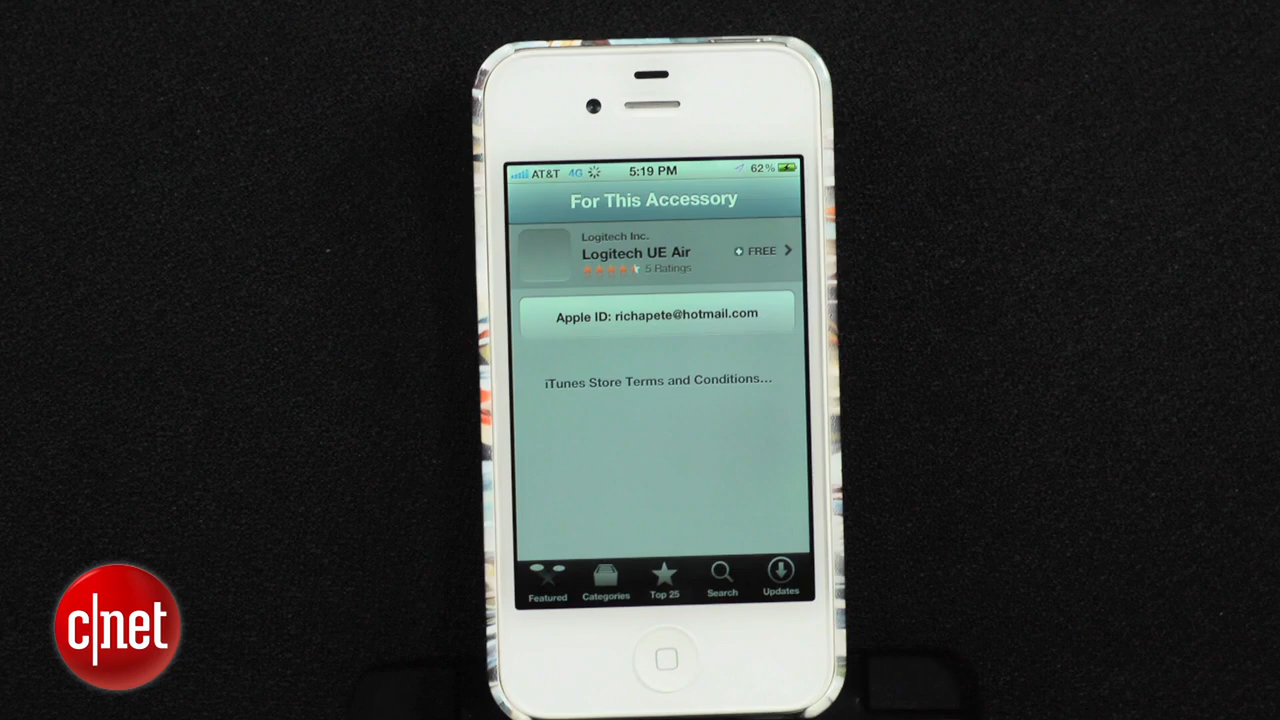 AT&T 4G 5:19 PM 62%
For This Accessory
Logitech Inc.
Logitech UE Air
FREE
5 Ratings
Apple ID: richapete@hotmail.com
iTunes Store Terms and Conditions...
Featured Categories Top 25 Search Updates
c|net